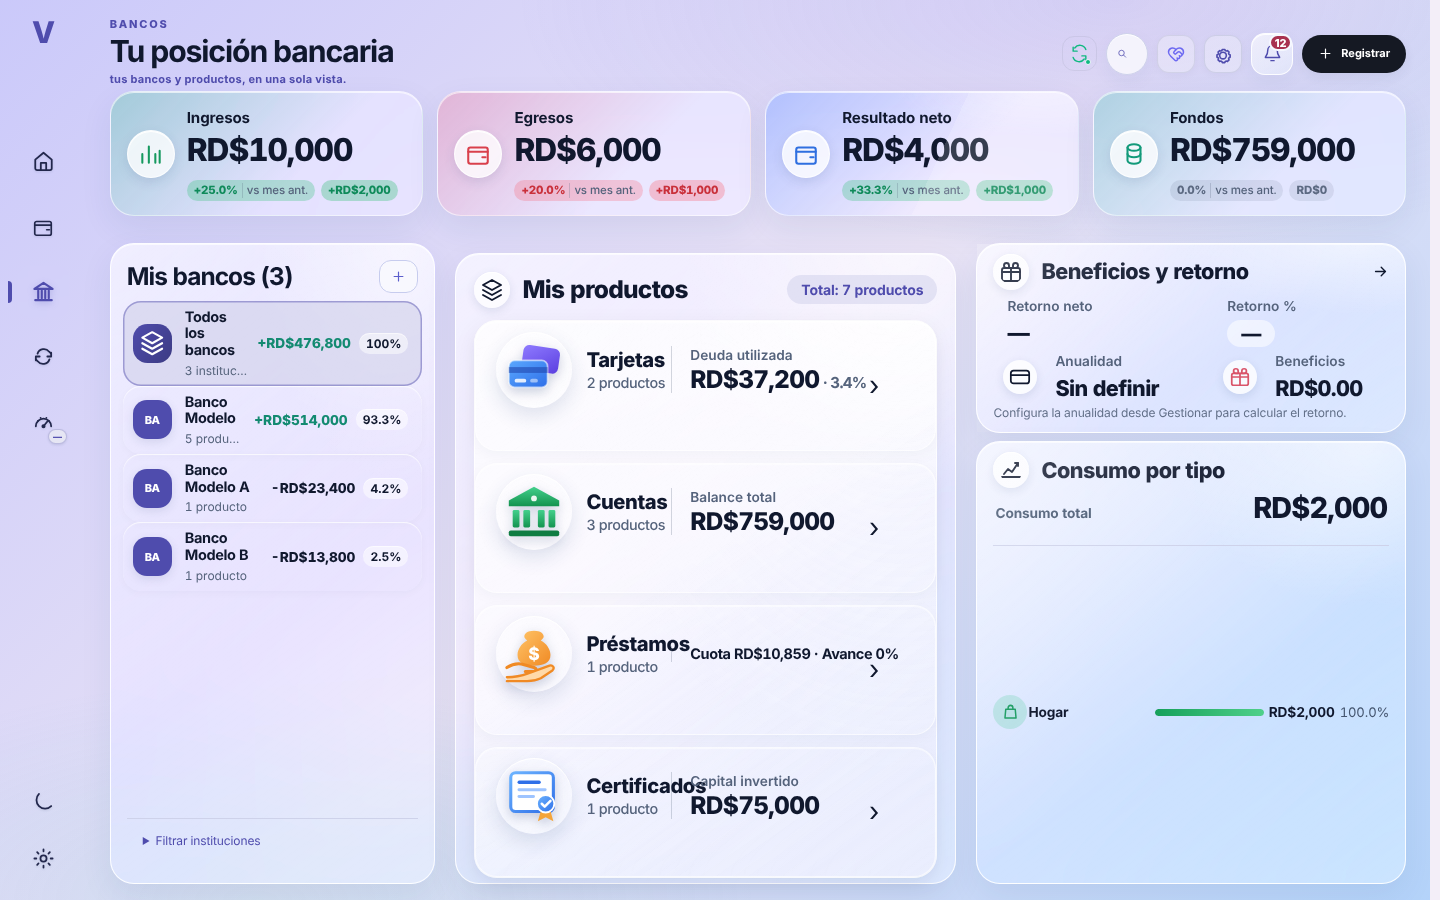 V
BANCOS
Tu posición bancaria
tus bancos y productos, en una sola vista.
12
Registrar
Ingresos
RD$10,000
+25.0% vs mes ant. +RD$2,000
Egresos
RD$6,000
+20.0% vs mes ant. +RD$1,000
Resultado neto
RD$4,000
+33.3% vs mes ant. +RD$1,000
Fondos
RD$759,000
0.0% vs mes ant. RD$0
Mis bancos (3)
+
Todos
los
bancos
3 instituc...
+RD$476,800 100%
BA
Banco
Modelo
5 produ...
+RD$514,000 93.3%
BA
Banco
Modelo A
1 producto
-RD$23,400 4.2%
BA
Banco
Modelo B
1 producto
-RD$13,800 2.5%
Filtrar instituciones
Mis productos
Total: 7 productos
Tarjetas
2 productos
Deuda utilizada
RD$37,200 · 3.4%
Cuentas
3 productos
Balance total
RD$759,000
Préstamos
1 producto
Cuota RD$10,859 · Avance 0%
Certificados
1 producto
Capital invertido
RD$75,000
Beneficios y retorno
Retorno neto
—
Retorno %
—
Anualidad
Sin definir
Beneficios
RD$0.00
Configura la anualidad desde Gestionar para calcular el retorno.
Consumo por tipo
Consumo total
RD$2,000
Hogar
RD$2,000 100.0%